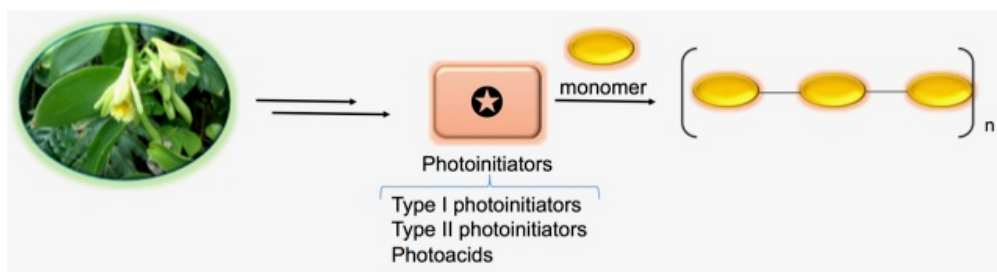 monomer
n
Photoinitiators
Type I photoinitiators
Type II photoinitiators
Photoacids